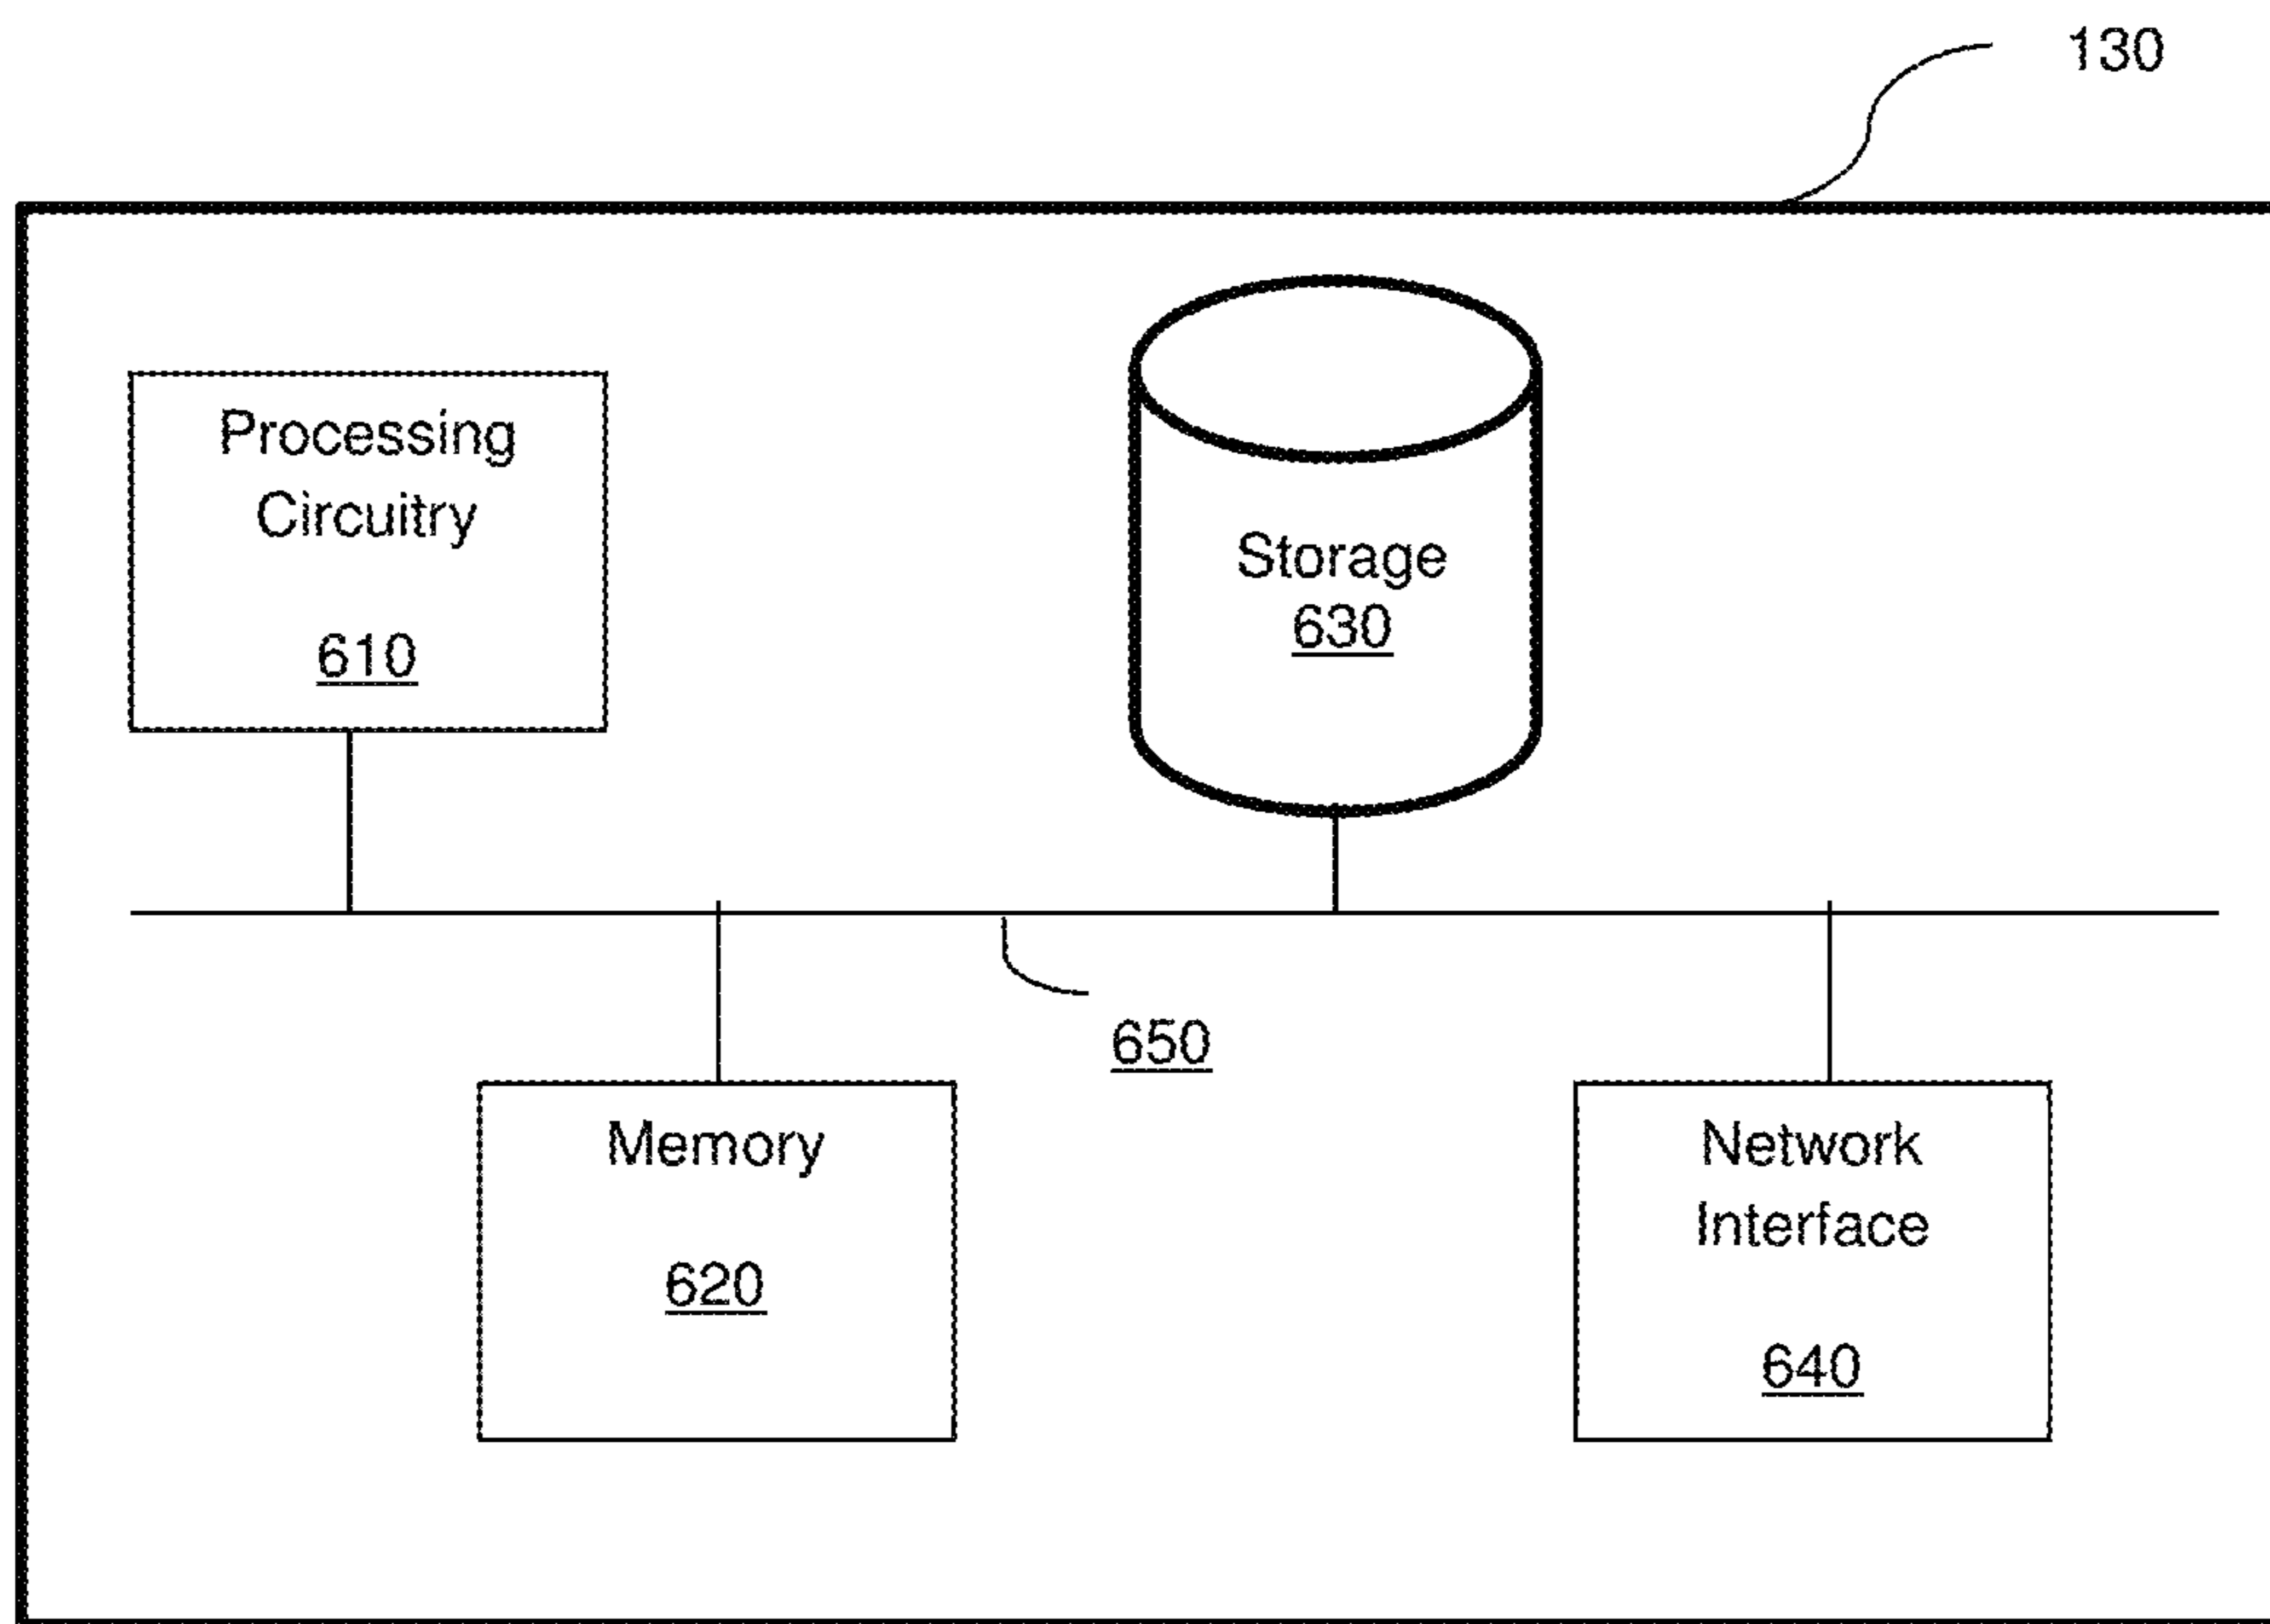 130
Processing
Circuitry
610
Storage
630
650
Memory
620
Network
Interface
640